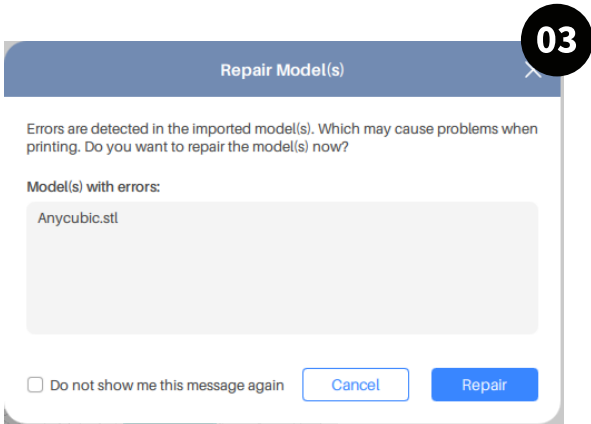 03
Repair Model(s)
Errors are detected in the imported model(s). Which may cause problems when
printing. Do you want to repair the model(s) now?
Model(s) with errors:
Anycubic.stl
Do not show me this message again
Cancel
Repair